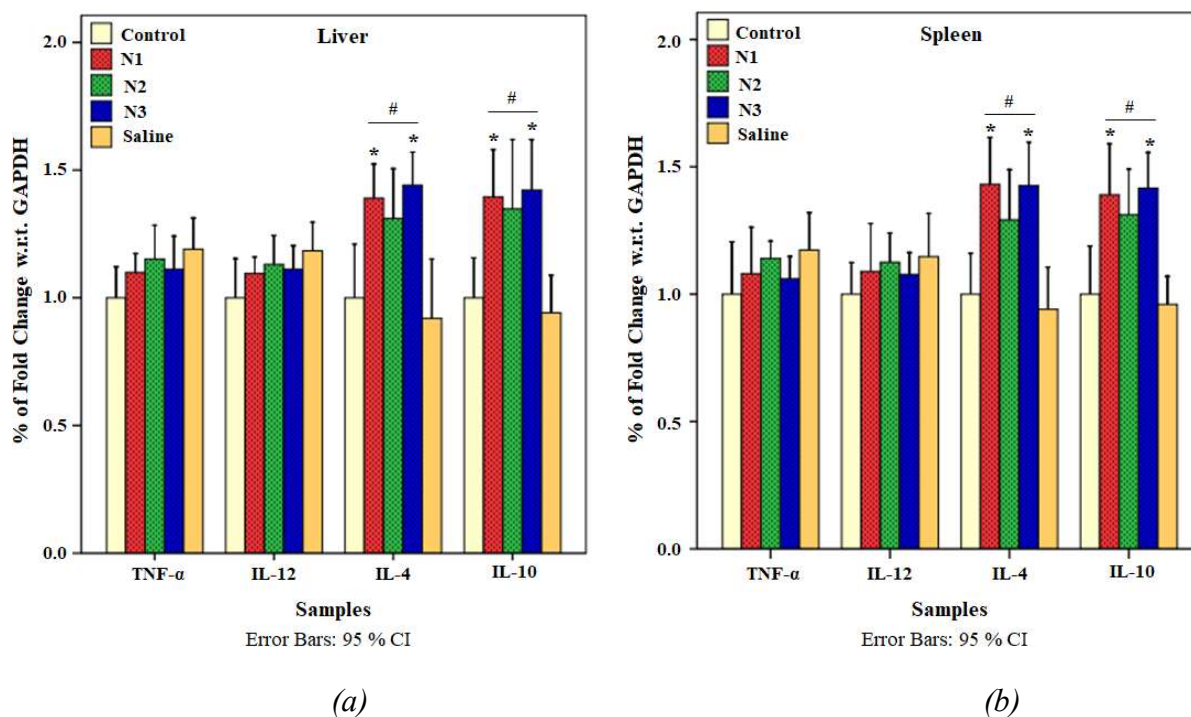 Liver
Control
N1
N2
N3
Saline
% of Fold Change w.r.t. GAPDH
2.0
1.5
1.0
0.5
0.0
#
#
* *
* *
TNF-α IL-12 IL-4 IL-10
Samples
Error Bars: 95 % CI
(a)
Spleen
Control
N1
N2
N3
Saline
% of Fold Change w.r.t. GAPDH
2.0
1.5
1.0
0.5
0.0
#
#
* *
* *
TNF-α IL-12 IL-4 IL-10
Samples
Error Bars: 95 % CI
(b)